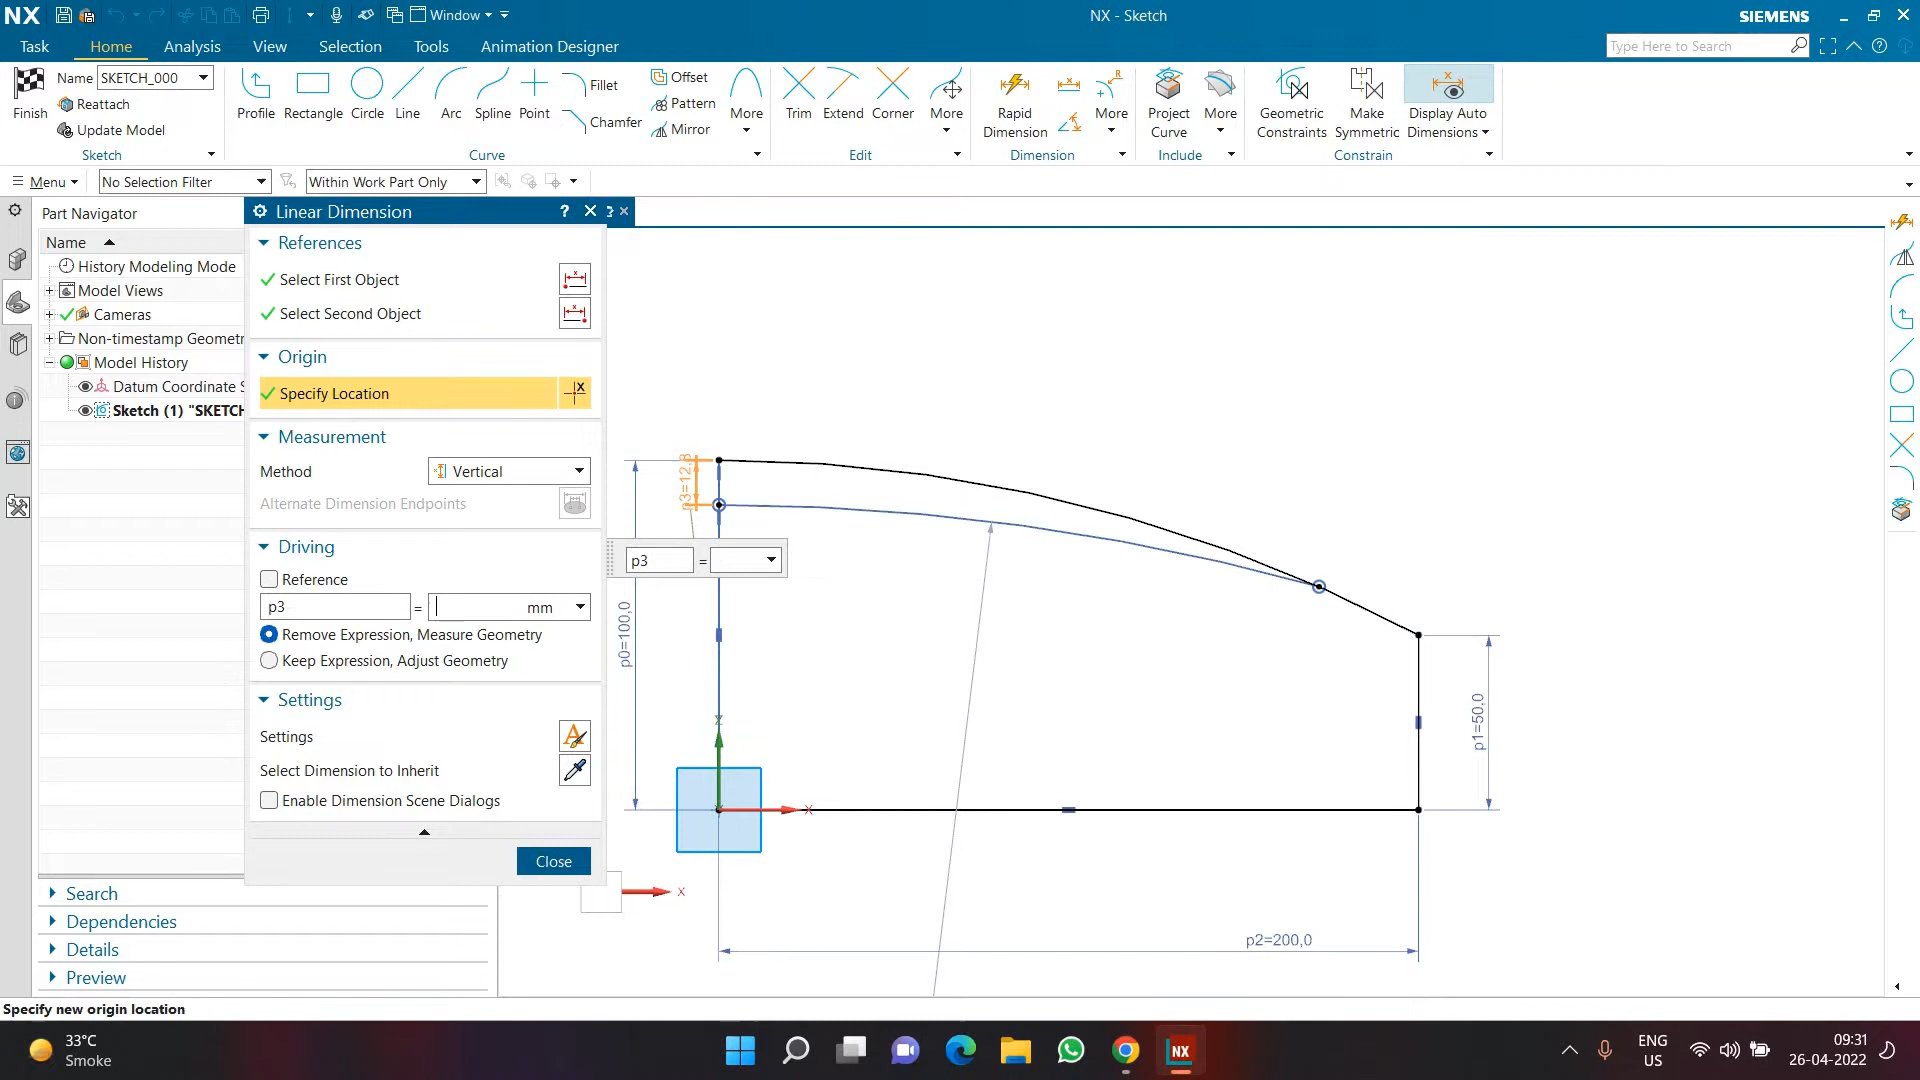 NX
Window
NX - Sketch
SIEMENS
Task
Home
Analysis
View
Selection
Tools
Animation Designer
Type Here to Search
Finish
Name
SKETCH_000
Reattach
Update Model
Sketch
Profile
Rectangle
Circle
Line
Arc
Spline
Point
Fillet
Chamfer
Offset
Pattern
Mirror
More
Curve
Trim
Extend
Corner
More
Edit
Rapid
Dimension
More
Dimension
Project
Curve
More
Include
Geometric
Constraints
Make
Symmetric
Display Auto
Dimensions
Constrain
Menu
No Selection Filter
Within Work Part Only
Part Navigator
Name
History Modeling Mode
Model Views
Cameras
Non-timestamp Geometr
Model History
Datum Coordinate S
Sketch (1) "SKETCH
Search
Dependencies
Details
Preview
Linear Dimension
?
References
Select First Object
Select Second Object
Origin
Specify Location
Measurement
Method
Vertical
Alternate Dimension Endpoints
Driving
Reference
p3
=
mm
Remove Expression, Measure Geometry
Keep Expression, Adjust Geometry
Settings
Settings
Select Dimension to Inherit
Enable Dimension Scene Dialogs
Close
p3=12,8
p3
=
p0=100,0
p1=50,0
p2=200,0
Z
X
X
Specify new origin location
33°C
Smoke
NX
ENG
US
09:31
26-04-2022